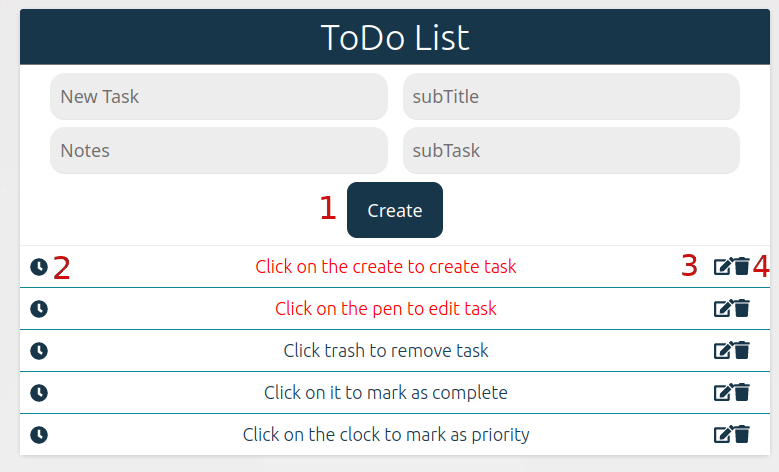 ToDo List
New Task subTitle
Notes subTask
1 Create
2 Click on the create to create task 3 4
Click on the pen to edit task
Click trash to remove task
Click on it to mark as complete
Click on the clock to mark as priority